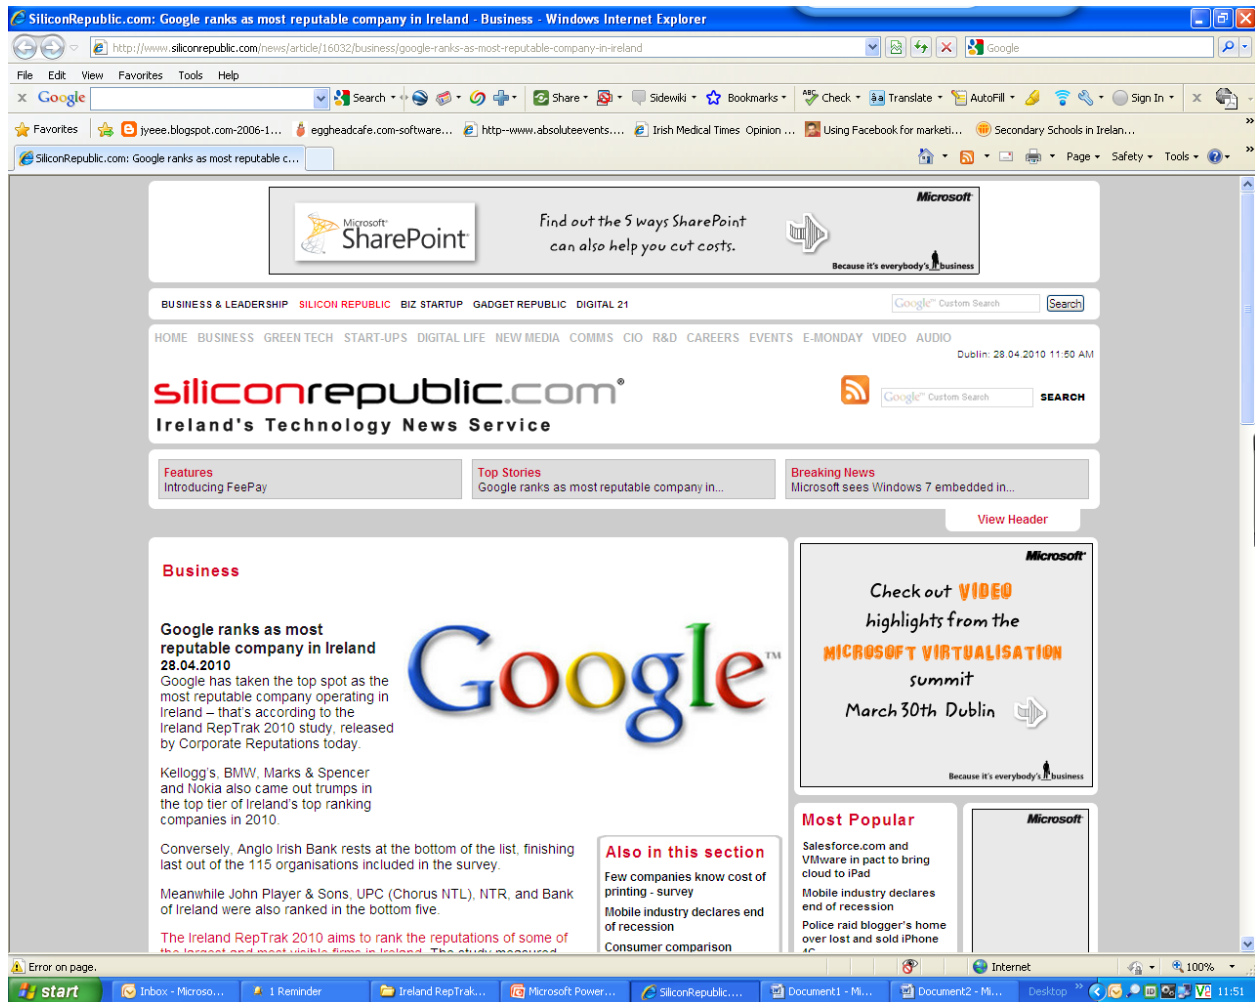 SiliconRepublic.com: Google ranks as most reputable company in Ireland - Business - Windows Internet Explorer
http://www.siliconrepublic.com/news/article/16032/business/google-ranks-as-most-reputable-company-in-ireland
Google
File Edit View Favorites Tools Help
x Google Search Share Sidewiki Bookmarks Check Translate AutoFill Sign In x
Favorites jyeee.blogspot.com-2006-1... eggheadcafe.com-software... http--www.absoluteevents.... Irish Medical Times Opinion ... Using Facebook for marketi... Secondary Schools in Irelan...
SiliconRepublic.com: Google ranks as most reputable c... Page Safety Tools
Microsoft
Microsoft
SharePoint
Find out the 5 ways SharePoint
can also help you cut costs.
Because it's everybody's business
BUSINESS & LEADERSHIP SILICON REPUBLIC BIZ STARTUP GADGET REPUBLIC DIGITAL 21 Google™ Custom Search Search
HOME BUSINESS GREEN TECH START-UPS DIGITAL LIFE NEW MEDIA COMMS CIO R&D CAREERS EVENTS E-MONDAY VIDEO AUDIO
Dublin: 28.04.2010 11:50 AM
siliconrepublic.com®
Google™ Custom Search SEARCH
Ireland's Technology News Service
Features
Introducing FeePay
Top Stories
Google ranks as most reputable company in...
Breaking News
Microsoft sees Windows 7 embedded in...
View Header
Business
Google ranks as most
reputable company in Ireland
28.04.2010
Google has taken the top spot as the
most reputable company operating in
Ireland – that's according to the
Ireland RepTrak 2010 study, released
by Corporate Reputations today.
Google™
Kellogg's, BMW, Marks & Spencer
and Nokia also came out trumps in
the top tier of Ireland's top ranking
companies in 2010.
Conversely, Anglo Irish Bank rests at the bottom of the list, finishing
last out of the 115 organisations included in the survey.
Meanwhile John Player & Sons, UPC (Chorus NTL), NTR, and Bank
of Ireland were also ranked in the bottom five.
The Ireland RepTrak 2010 aims to rank the reputations of some of
the largest and most visible firms in Ireland. The study measured
Also in this section
Few companies know cost of
printing - survey
Mobile industry declares end
of recession
Consumer comparison
Microsoft
Check out VIDEO
highlights from the
MICROSOFT VIRTUALISATION
summit
March 30th Dublin
Because it's everybody's business
Most Popular
Salesforce.com and
VMware in pact to bring
cloud to iPad
Mobile industry declares
end of recession
Police raid blogger's home
over lost and sold iPhone
4G
Microsoft
Error on page. Internet 100%
start Inbox - Microso... 1 Reminder Ireland RepTrak... Microsoft Power... SiliconRepublic.... Document1 - Mi... Document2 - Mi... Desktop 11:51